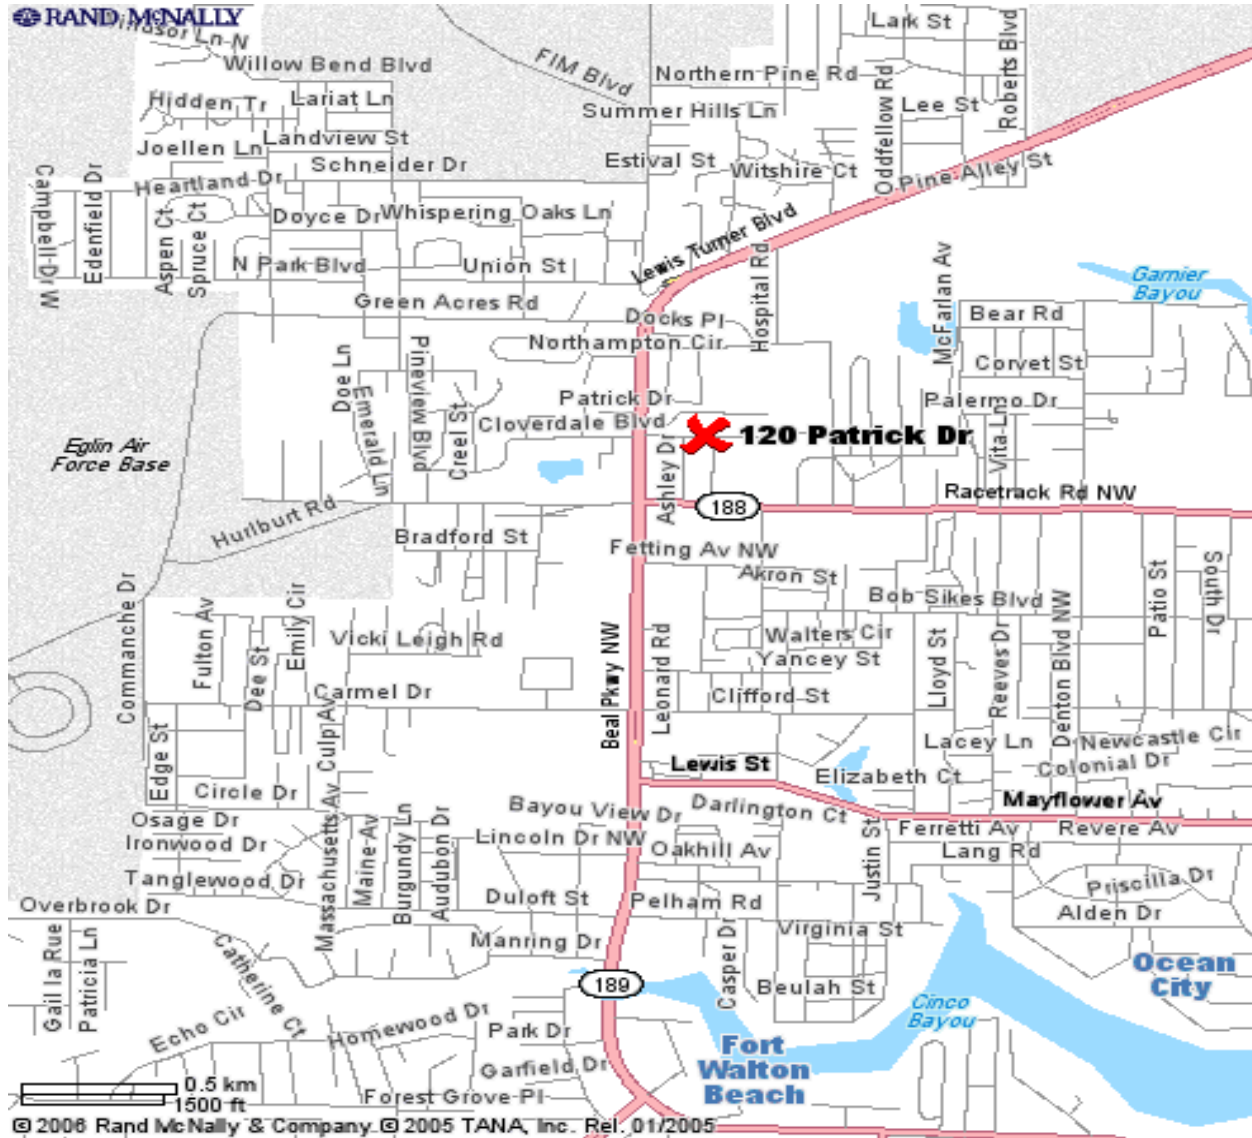 RAND McNALLY
Windsor Ln N
Willow Bend Blvd
FIM Blvd
Northern Pine Rd
Lark St
Roberts Blvd
Hidden Tr
Lariat Ln
Summer Hills Ln
Oddfellow Rd
Lee St
Joellen Ln
Landview St
Schneider Dr
Estival St
Witshire Ct
O Pine Alley St
Campbell Dr W
Edenfield Dr
Heartland Dr
Aspen Ct
Spruce Ct
Doyce Dr
Whispering Oaks Ln
Lewis Turner Blvd
N Park Blvd
Union St
Hospital Rd
McFarlan Av
Garnier
Bayou
Green Acres Rd
Docks Pl
Bear Rd
Northampton Cir
Corvet St
Doe Ln
Pineview Blvd
Emerald Ln
Creel St
Patrick Dr
Palermo Dr
Cloverdale Blvd
Vita Ln
120 Patrick Dr
Eglin Air
Force Base
Ashley Dr
188
Racetrack Rd NW
Hurlburt Rd
Bradford St
Fetting Av NW
Akron St
Bob Sikes Blvd
Patio St
South Dr
Commanche Dr
Fulton Av
Dee St
Emily Cir
Vicki Leigh Rd
Beal Pkwy NW
Leonard Rd
Walters Cir
Yancey St
Lloyd St
Reeves Dr
Denton Blvd NW
Carmel Dr
Clifford St
Edge St
Culp Av
Lacey Ln
Newcastle Cir
Lewis St
Elizabeth Ct
Colonial Dr
Circle Dr
Mayflower Av
Osage Dr
Massachusetts Av
Maine Av
Burgundy Ln
Audubon Dr
Bayou View Dr
Darlington Ct
Justin St
Ferretti Av
Revere Av
Ironwood Dr
Lincoln Dr NW
Oakhill Av
Lang Rd
Tanglewood Dr
Priscilla Dr
Overbrook Dr
Duloft St
Pelham Rd
Alden Dr
Gail la Rue
Patricia Ln
Catherine Ct
Manring Dr
Casper Dr
Virginia St
Ocean
City
189
Beulah St
Cinco
Bayou
Echo Cir
Homewood Dr
Park Dr
Fort
Walton
Beach
Garfield Dr
Forest Grove Pl
0.5 km
1500 ft
© 2006 Rand McNally & Company © 2005 TANA, Inc. Rel. 01/2005